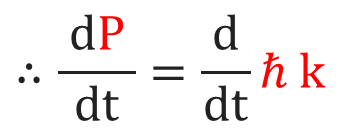 ∴ dP/dt = d/dt ℏ k